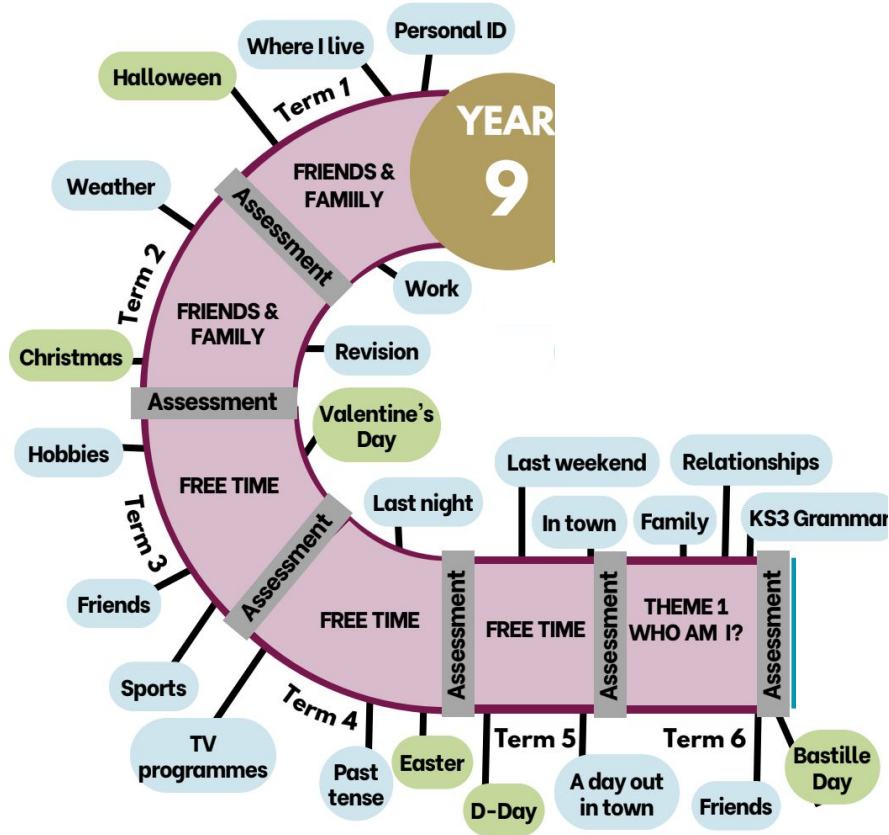 YEAR
9
Personal ID
Where I live
Term 1
Halloween
FRIENDS &
FAMIILY
Work
Assessment
Weather
Term 2
FRIENDS &
FAMILY
Revision
Christmas
Assessment
Valentine's
Day
Hobbies
FREE TIME
Term 3
Friends
Assessment
Sports
TV
programmes
Last night
FREE TIME
Term 4
Past
tense
Easter
Assessment
Last weekend
In town
FREE TIME
D-Day
Term 5
A day out
in town
Assessment
Family
Relationships
KS3 Grammar
THEME 1
WHO AM I?
Term 6
Friends
Assessment
Bastille
Day